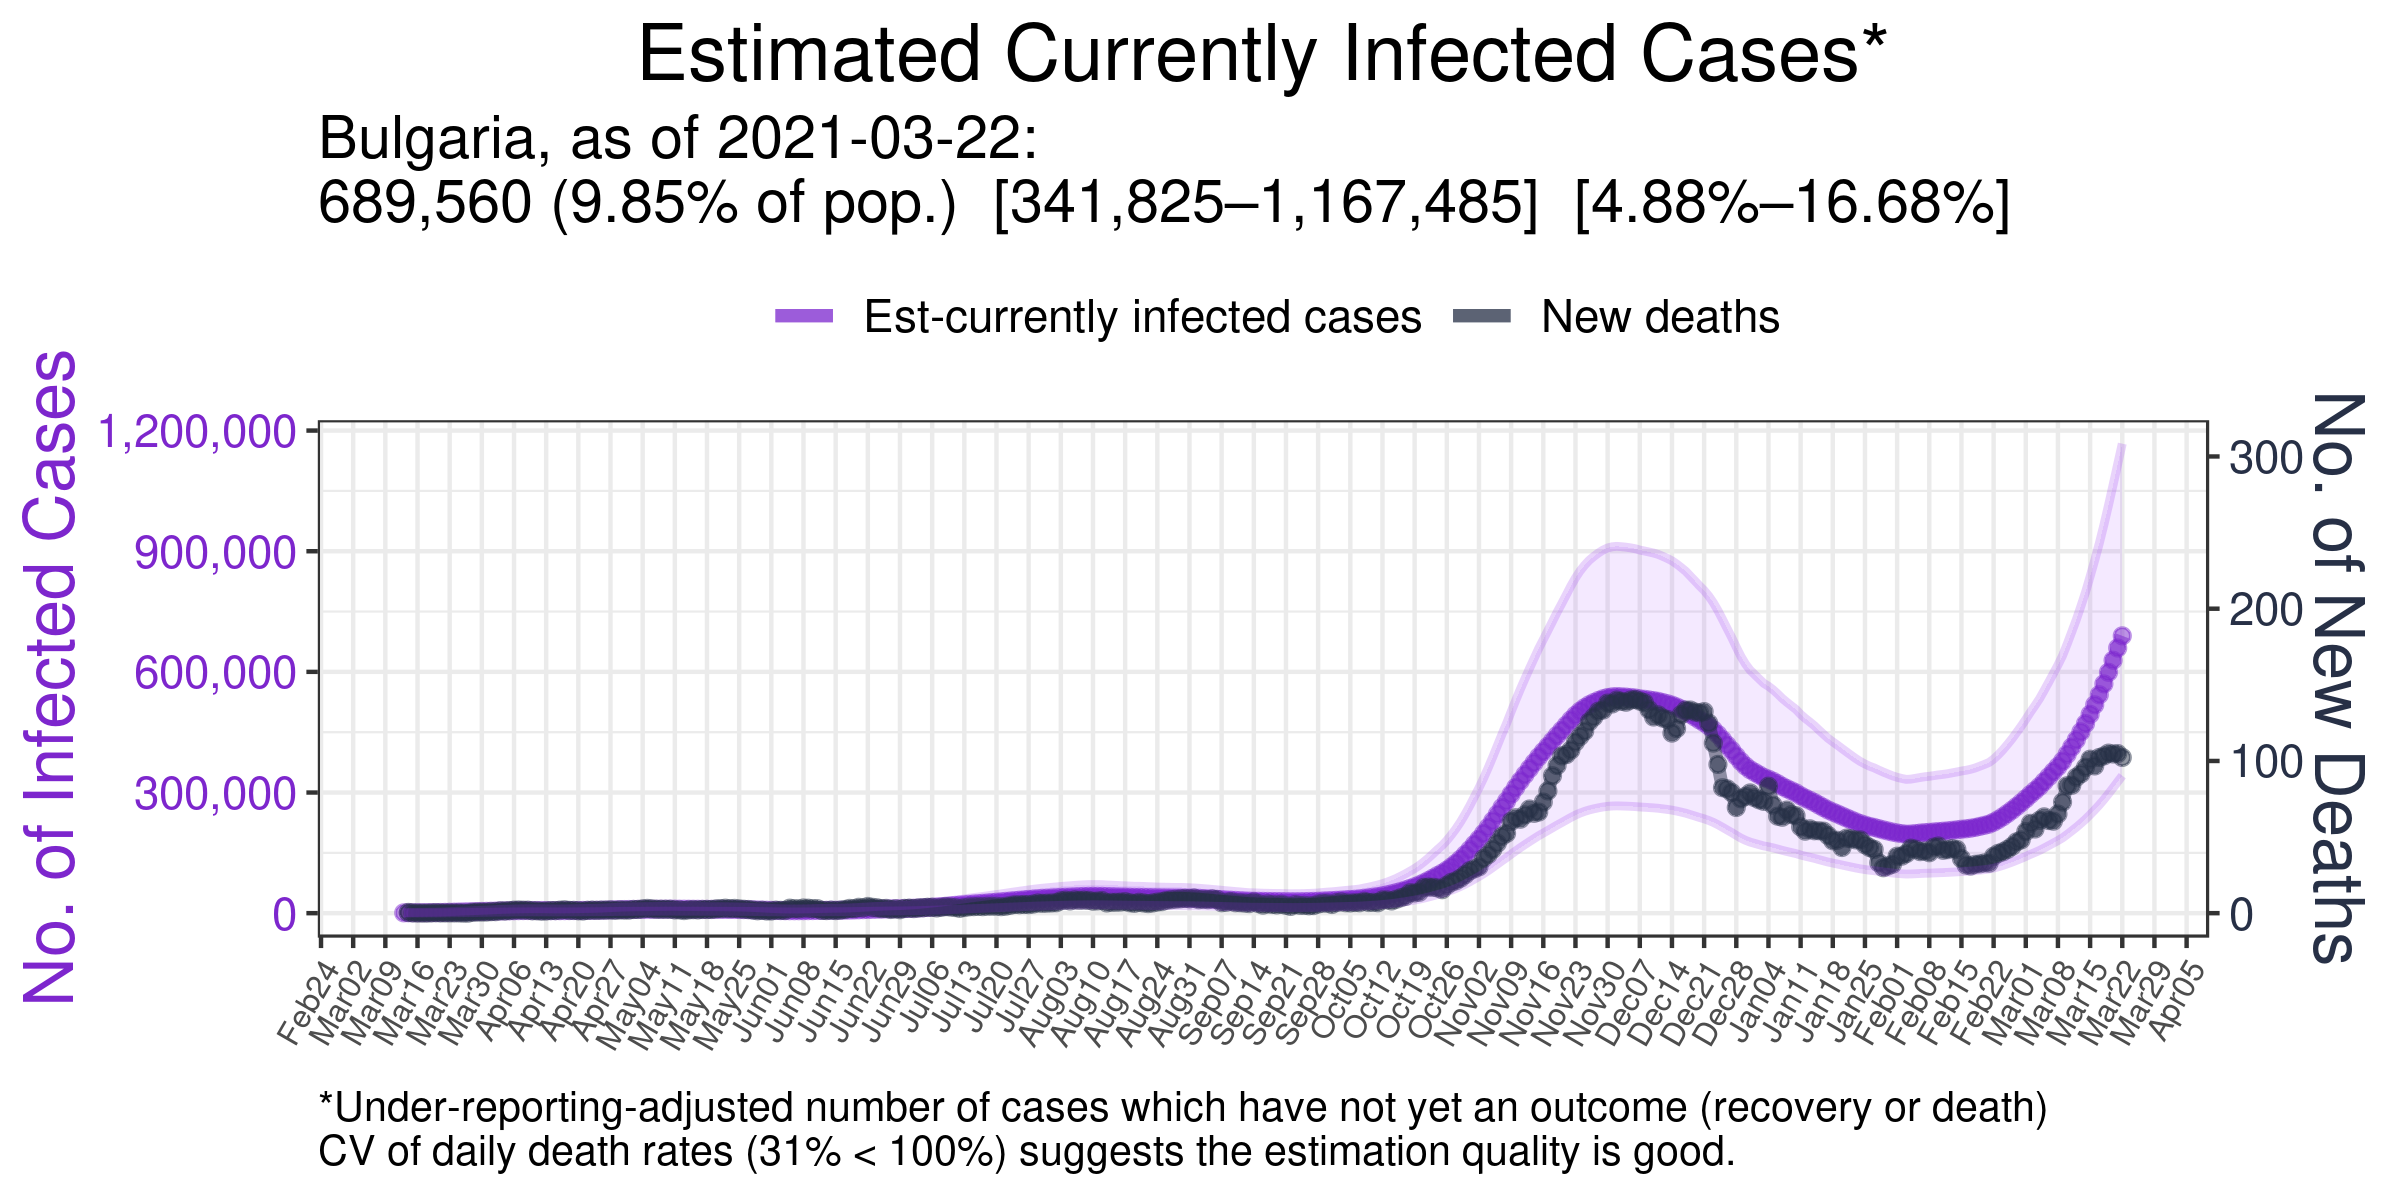 Estimated Currently Infected Cases*
Bulgaria, as of 2021-03-22:
689,560 (9.85% of pop.) [341,825–1,167,485] [4.88%–16.68%]
Est-currently infected cases New deaths
No. of Infected Cases
1,200,000
900,000
600,000
300,000
0
300
200
100
0
No. of New Deaths
Feb24 Mar02 Mar09 Mar16 Mar23 Mar30 Apr06 Apr13 Apr20 Apr27 May04 May11 May18 May25 Jun01 Jun08 Jun15 Jun22 Jun29 Jul06 Jul13 Jul20 Jul27 Aug03 Aug10 Aug17 Aug24 Aug31 Sep07 Sep14 Sep21 Sep28 Oct05 Oct12 Oct19 Oct26 Nov02 Nov09 Nov16 Nov23 Nov30 Dec07 Dec14 Dec21 Dec28 Jan04 Jan11 Jan18 Jan25 Feb01 Feb08 Feb15 Feb22 Mar01 Mar08 Mar15 Mar22 Mar29 Apr05
*Under-reporting-adjusted number of cases which have not yet an outcome (recovery or death)
CV of daily death rates (31% < 100%) suggests the estimation quality is good.